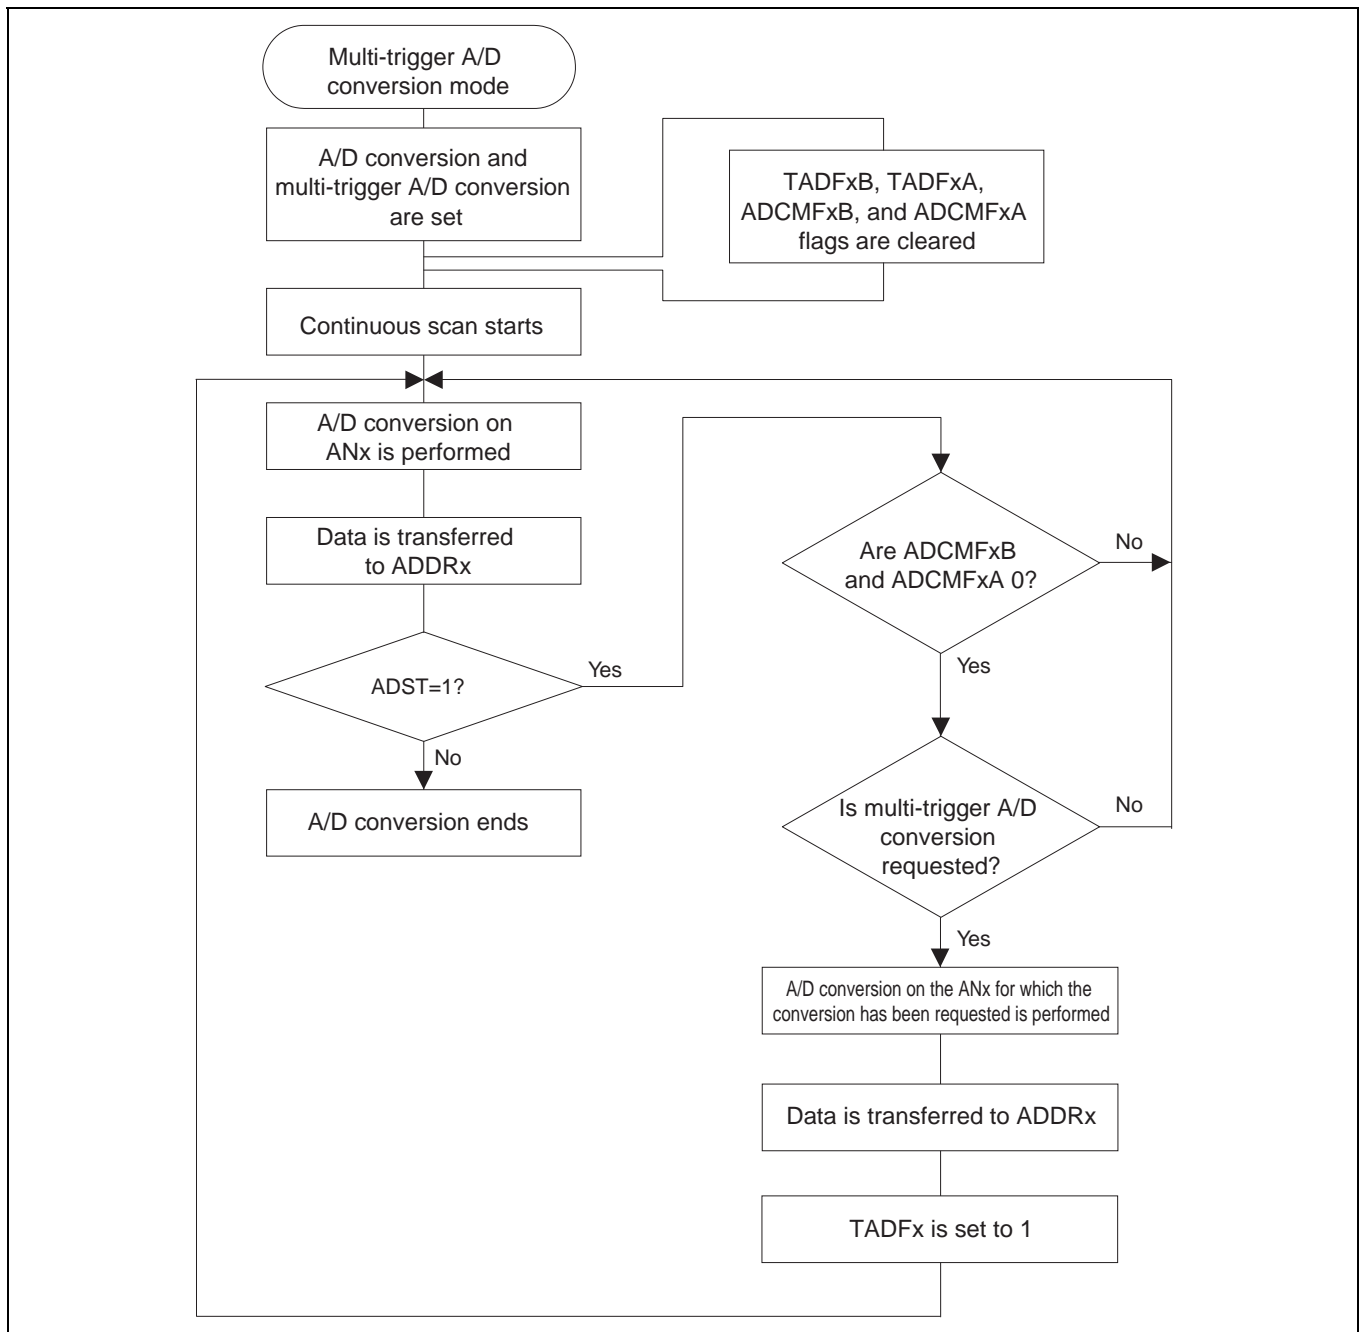 Multi-trigger A/D
conversion mode
A/D conversion and
multi-trigger A/D conversion
are set
TADFxB, TADFxA,
ADCMFxB, and ADCMFxA
flags are cleared
Continuous scan starts
A/D conversion on
ANx is performed
Data is transferred
to ADDRx
ADST=1?
Yes
No
A/D conversion ends
Are ADCMFxB
and ADCMFxA 0?
No
Yes
Is multi-trigger A/D
conversion
requested?
No
Yes
A/D conversion on the ANx for which the
conversion has been requested is performed
Data is transferred to ADDRx
TADFx is set to 1